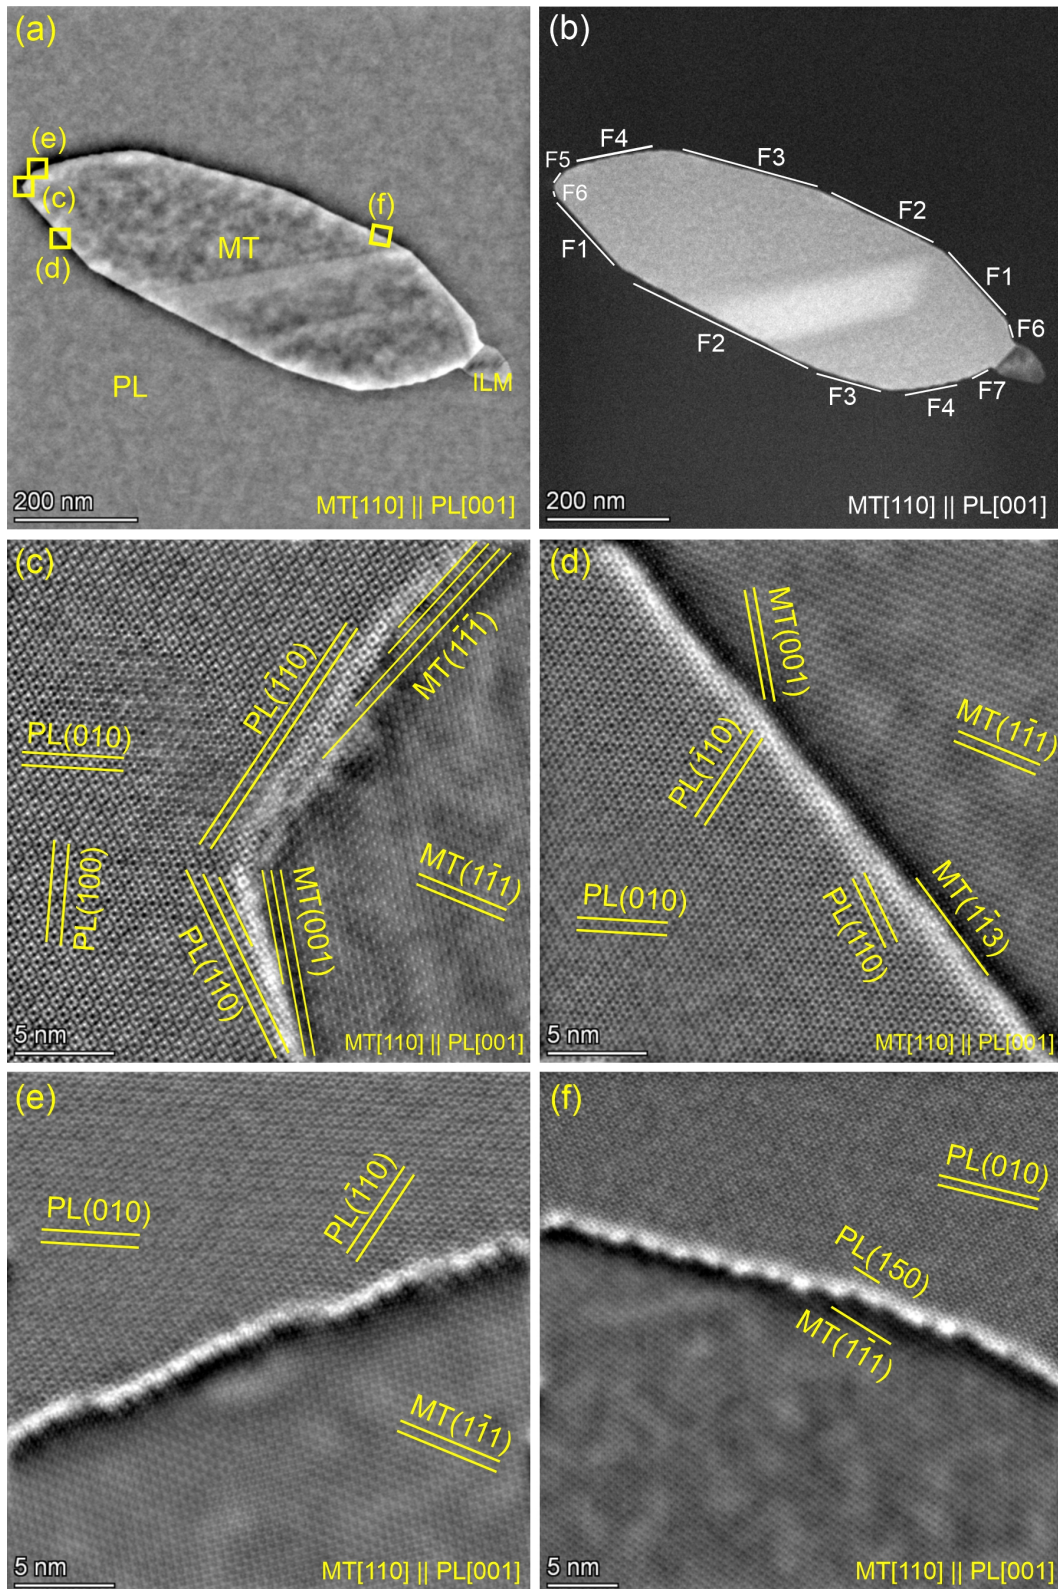 (a)
(e)
(c)
(d)
(f)
MT
PL
ILM
200 nm
MT[110] || PL[001]
(b)
F4
F5
F3
F6
F2
F1
F1
F6
F2
F3
F4
F7
200 nm
MT[110] || PL[001]
(c)
PL(1̄10)
MT(11̄1̄)
PL(010)
PL(100)
PL(110)
MT(001)
MT(11̄1)
5 nm
MT[110] || PL[001]
(d)
MT(001)
MT(11̄1)
PL(1̄10)
PL(010)
PL(110)
MT(11̄3)
5 nm
MT[110] || PL[001]
(e)
PL(010)
PL(1̄10)
MT(11̄1)
5 nm
MT[110] || PL[001]
(f)
PL(010)
PL(150)
MT(11̄1)
5 nm
MT[110] || PL[001]